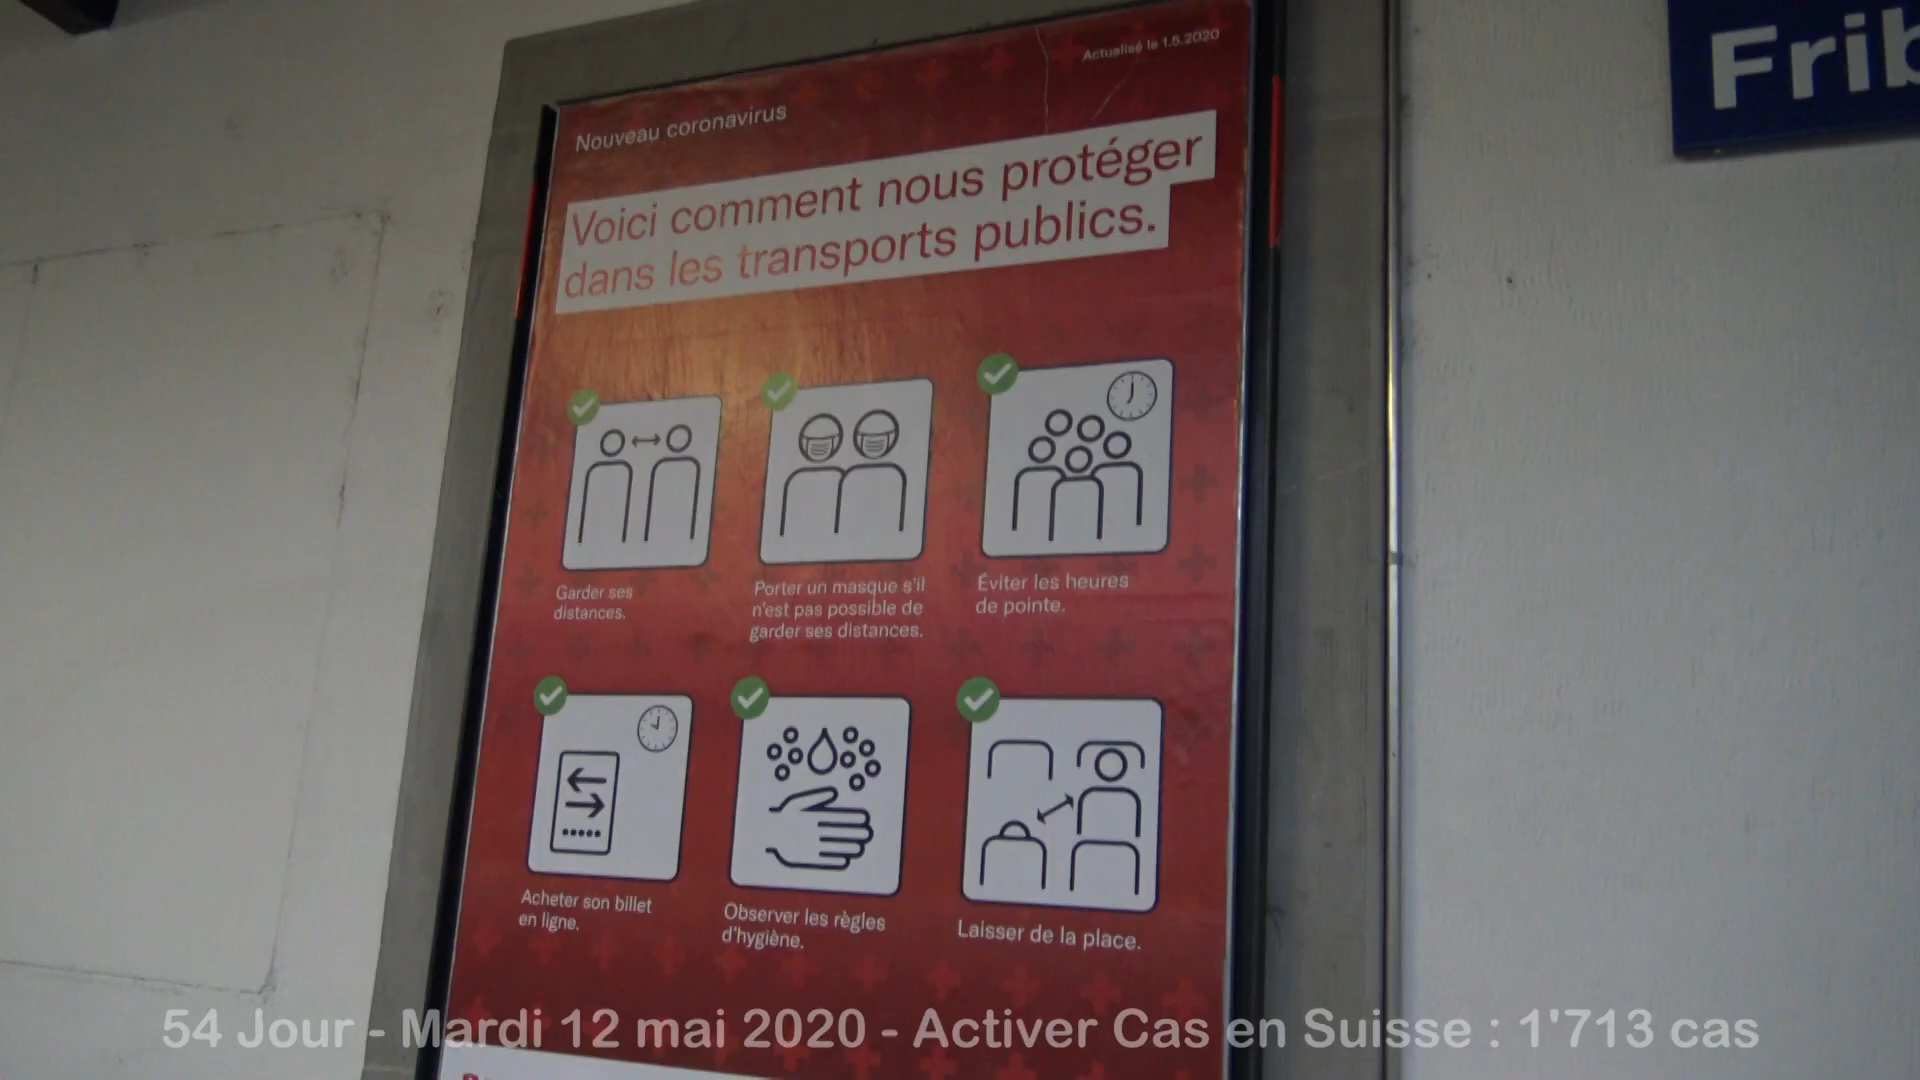 Actualisé le 1.5.2020
Nouveau coronavirus
Voici comment nous protéger
dans les transports publics.
Garder ses
distances.
Porter un masque s'il
n'est pas possible de
garder ses distances.
Éviter les heures
de pointe.
Acheter son billet
en ligne.
Observer les règles
d'hygiène.
Laisser de la place.
Frib
54 Jour - Mardi 12 mai 2020 - Activer Cas en Suisse : 1'713 cas